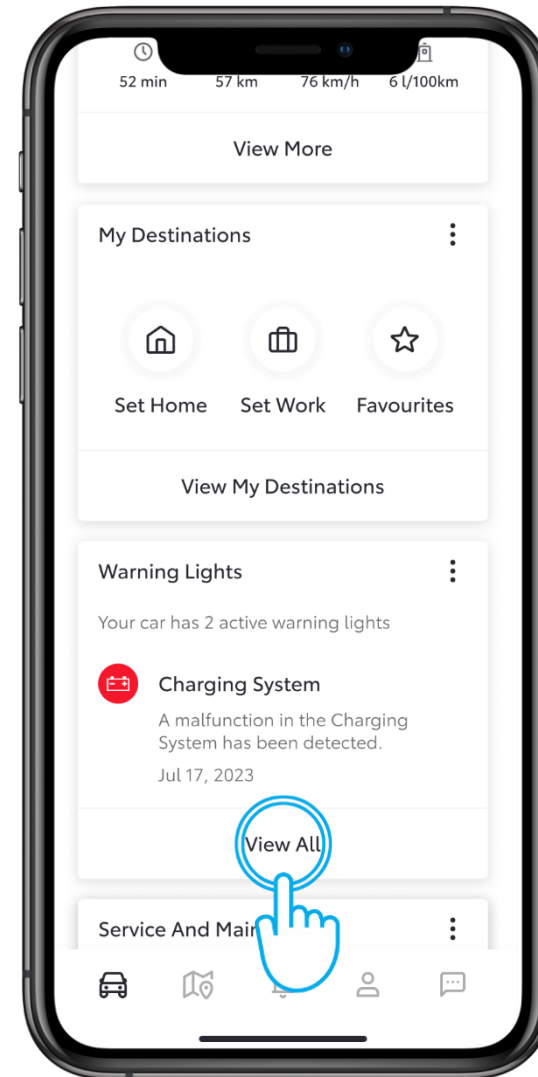 52 min 57 km 76 km/h 6 l/100km
View More
My Destinations
Set Home Set Work Favourites
View My Destinations
Warning Lights
Your car has 2 active warning lights
Charging System
A malfunction in the Charging
System has been detected.
Jul 17, 2023
View All
Service And